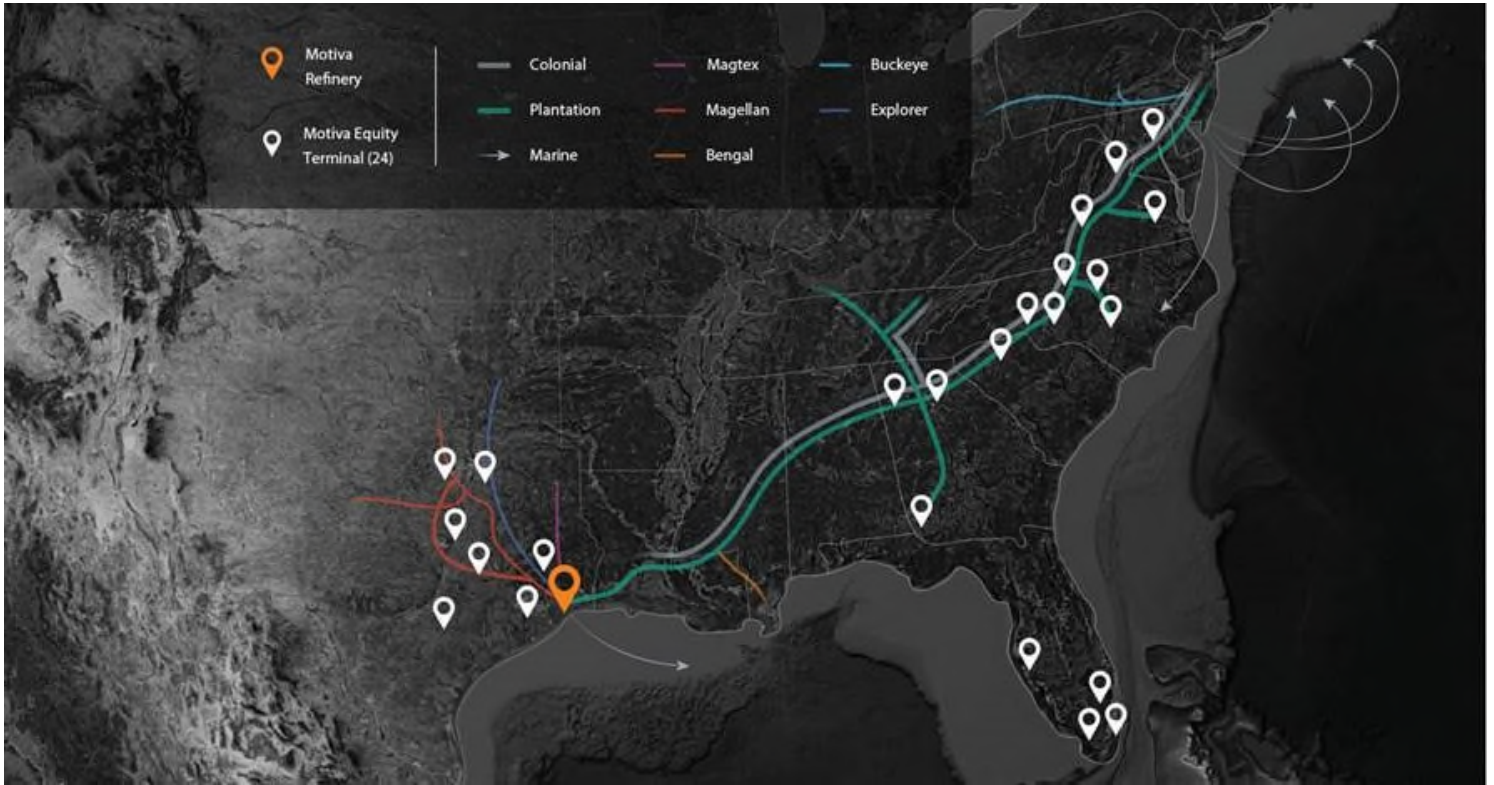 Motiva
Refinery
Motiva Equity
Terminal (24)
Colonial
Plantation
Marine
Magtex
Magellan
Bengal
Buckeye
Explorer